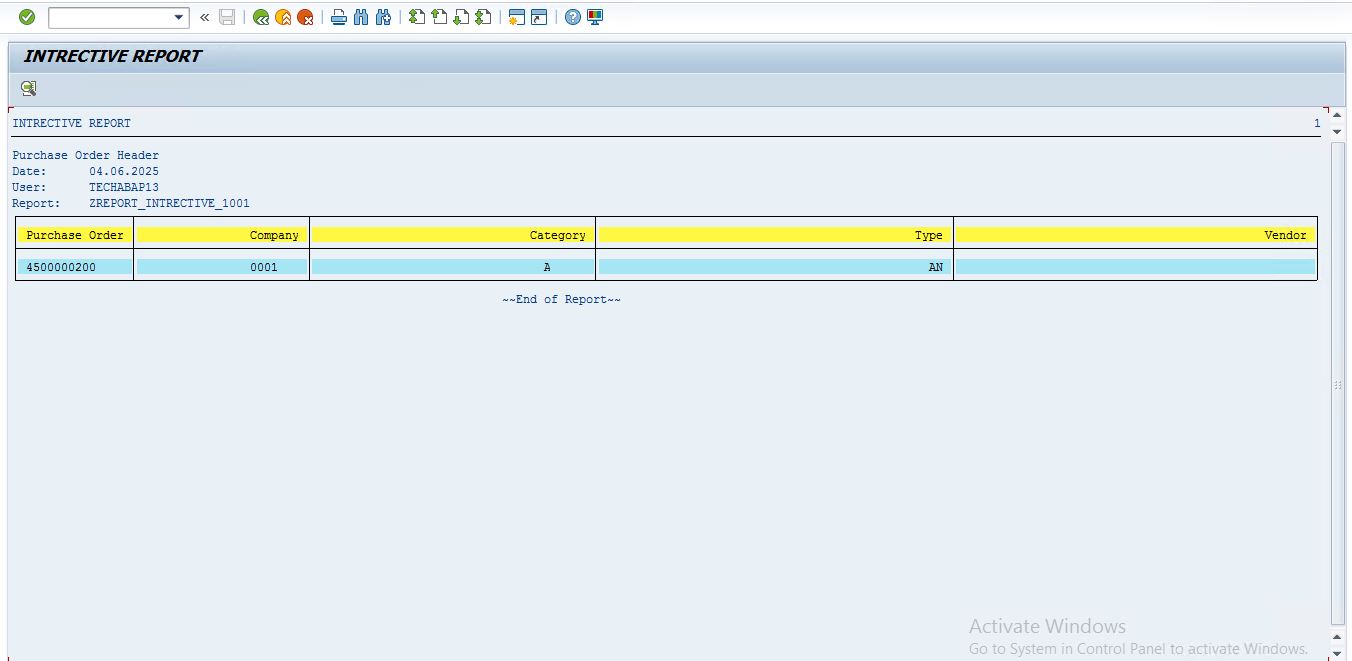 INTRECTIVE REPORT
INTRECTIVE REPORT 1
Purchase Order Header
Date: 04.06.2025
User: TECHABAP13
Report: ZREPORT_INTRECTIVE_1001
Purchase Order Company Category Type Vendor
4500000200 0001 A AN
~~End of Report~~
Activate Windows
Go to System in Control Panel to activate Windows.